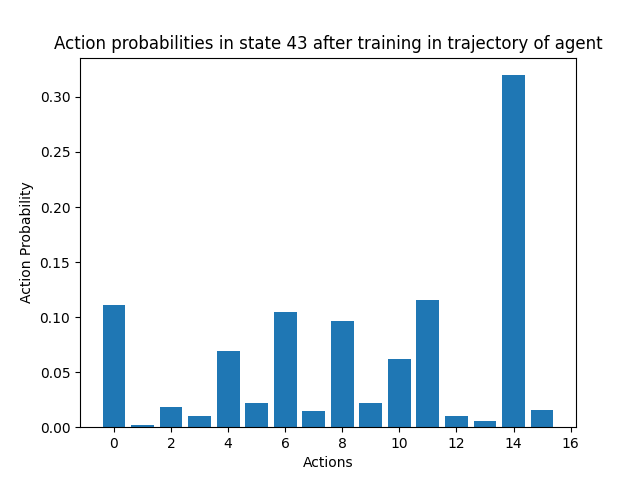 Action probabilities in state 43 after training in trajectory of agent
0.30
0.25
0.20
0.15
0.10
0.05
0.00
Action Probability
0 2 4 6 8 10 12 14 16
Actions